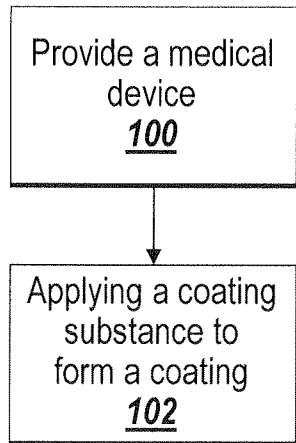 Provide a medical
device
100
Applying a coating
substance to
form a coating
102